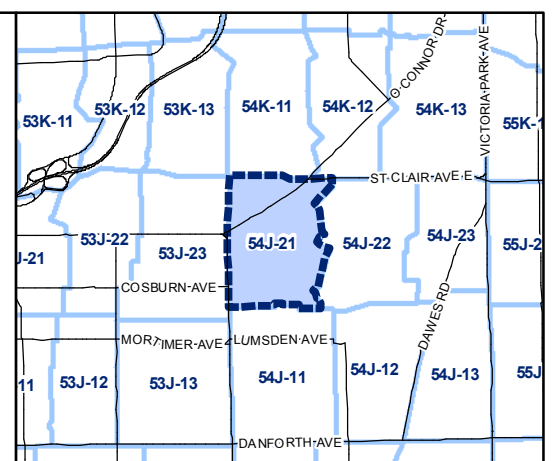 O CONNOR DR
VICTORIA PARK AVE
53K-11
53K-12
53K-13
54K-11
54K-12
54K-13
55K-1
ST CLAIR AVE E
J-21
53J-22
53J-23
54J-21
54J-22
54J-23
55J-2
COSBURN AVE
DAWES RD
MORTIMER AVE
LUMSDEN AVE
11
53J-12
53J-13
54J-11
54J-12
54J-13
55J
DANFORTH AVE